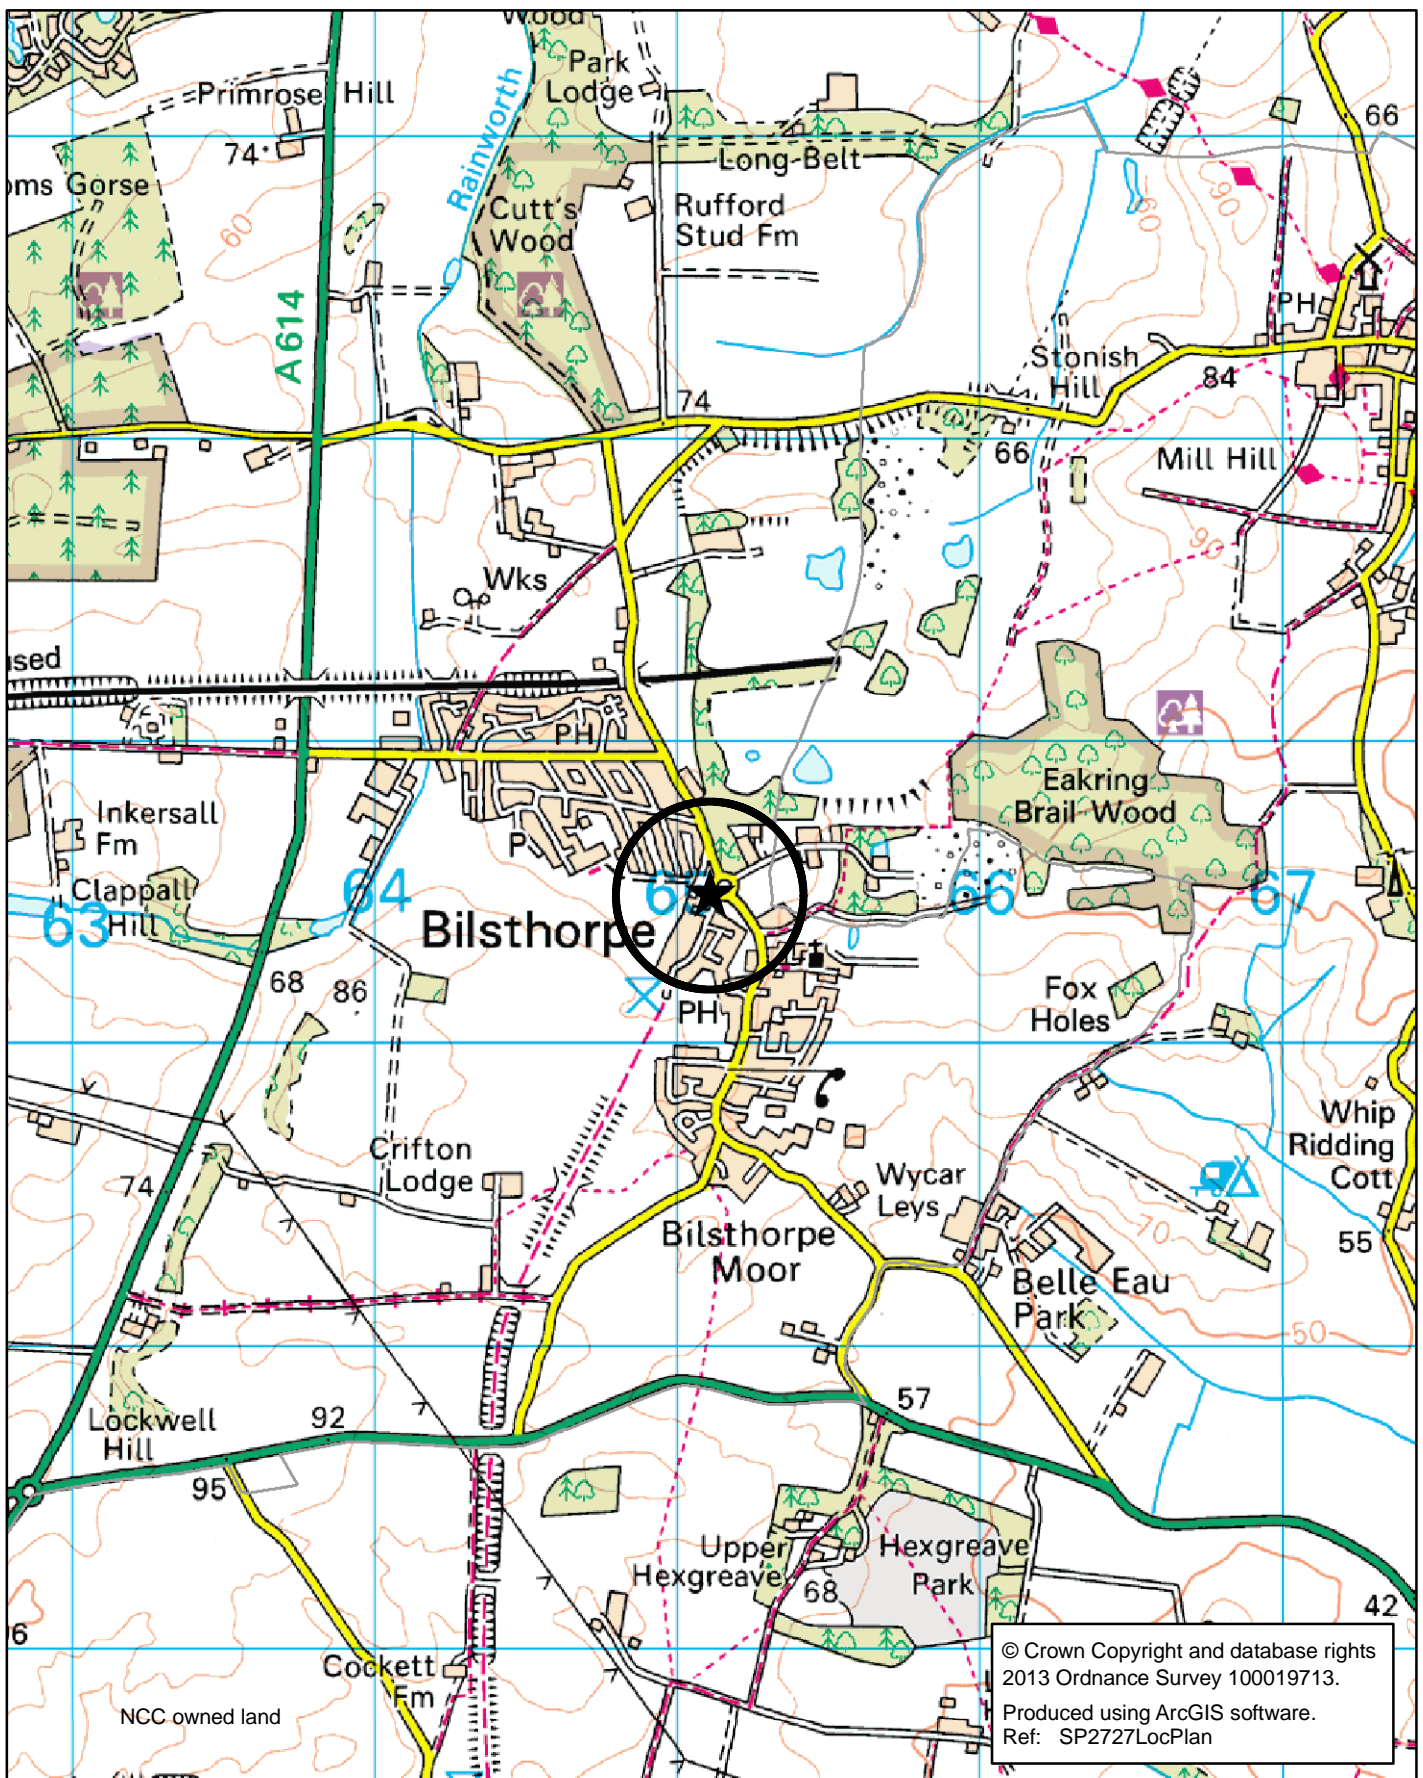 Wood
Park
Lodge
Primrose Hill
74
Rainworth
Long Belt
66
oms Gorse
60
Cutt's
Wood
Rufford
Stud Fm
60
90
A 614
PH
Stonish
Hill
84
74
66
Mill Hill
90
Wks
used
PH
Inkersall
Fm
Eakring
Brail Wood
P
Clappall
Hill
63
64
66
67
Bilsthorpe
68
86
PH
Fox
Holes
Whip
Ridding
Cott
Crifton
Lodge
74
Wycar
Leys
70
55
Bilsthorpe
Moor
Belle Eau
Park
50
57
92
Lockwell
Hill
95
Upper
Hexgreave
68
Hexgreave
Park
42
6
Cockett
Fm
NCC owned land
© Crown Copyright and database rights
2013 Ordnance Survey 100019713.
Produced using ArcGIS software.
Ref: SP2727LocPlan